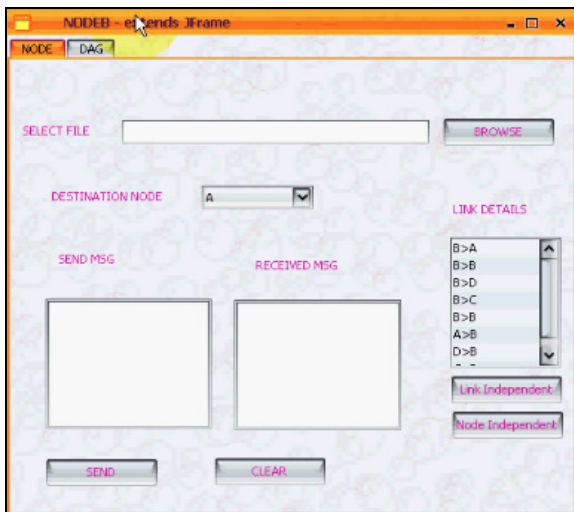 NODEB - extends JFrame
NODE DAG
SELECT FILE
BROWSE
DESTINATION NODE
A
LINK DETAILS
SEND MSG
RECEIVED MSG
B>A
B>B
B>D
B>C
B>B
A>B
D>B
Link Independent
Node Independent
SEND
CLEAR